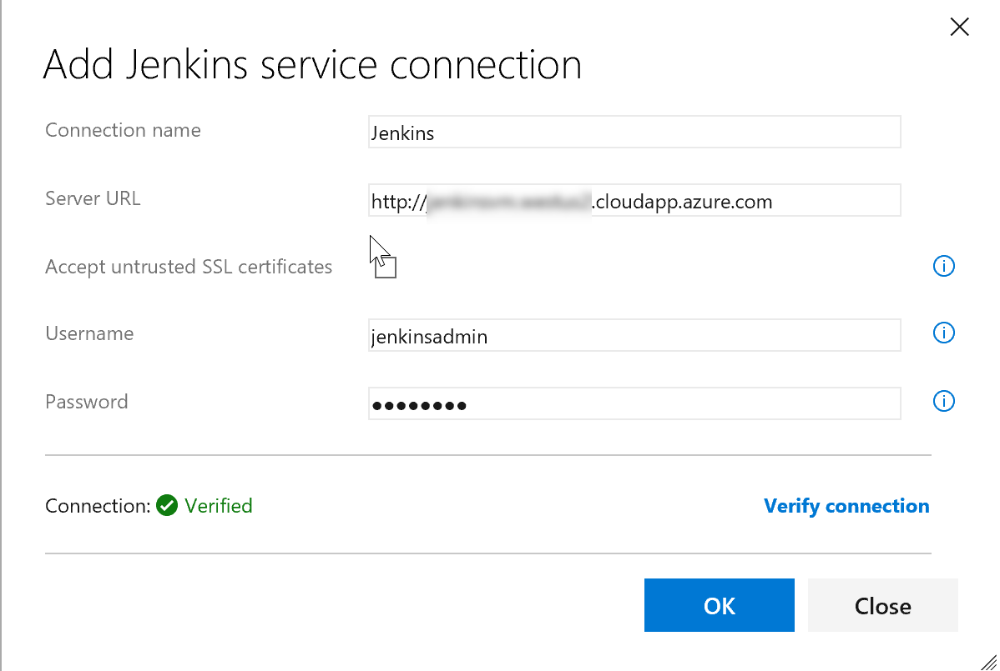 Add Jenkins service connection
Connection name
Jenkins
Server URL
http:// .cloudapp.azure.com
Accept untrusted SSL certificates
Username
jenkinsadmin
Password
••••••••
Connection: Verified
Verify connection
OK
Close